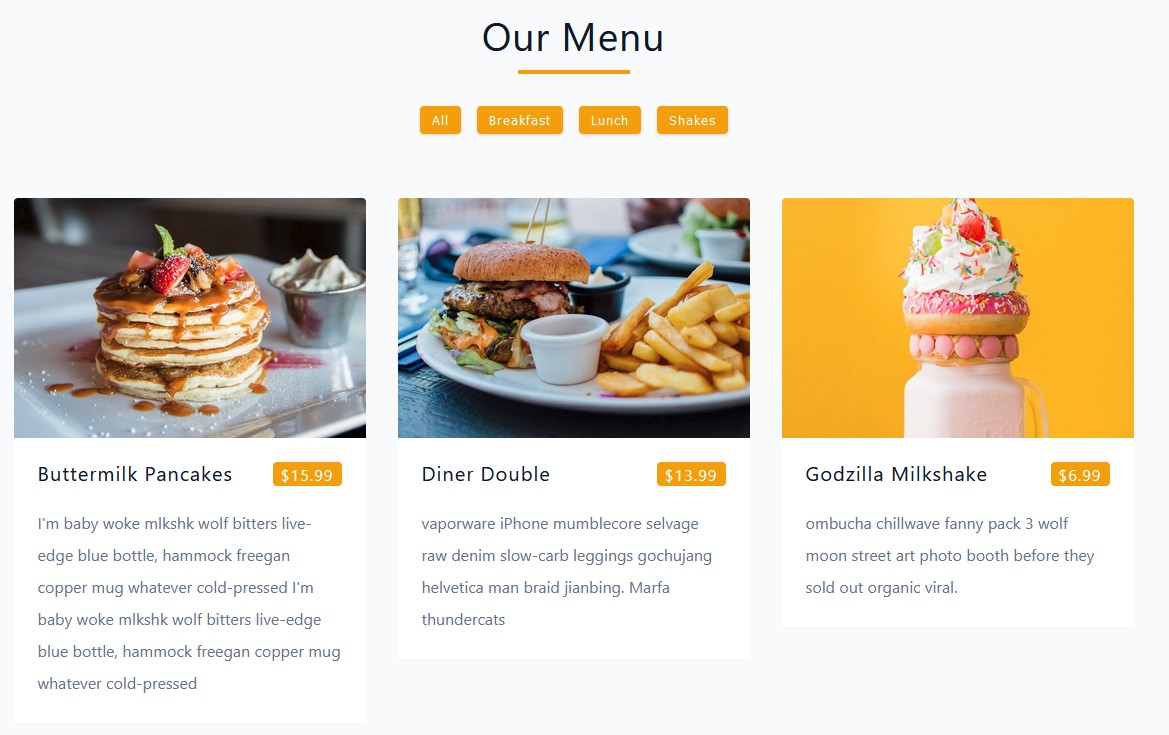 Our Menu
All Breakfast Lunch Shakes
Buttermilk Pancakes $15.99
I'm baby woke mlkshk wolf bitters live-
edge blue bottle, hammock freegan
copper mug whatever cold-pressed I'm
baby woke mlkshk wolf bitters live-edge
blue bottle, hammock freegan copper mug
whatever cold-pressed
Diner Double $13.99
vaporware iPhone mumblecore selvage
raw denim slow-carb leggings gochujang
helvetica man braid jianbing. Marfa
thundercats
Godzilla Milkshake $6.99
ombucha chillwave fanny pack 3 wolf
moon street art photo booth before they
sold out organic viral.